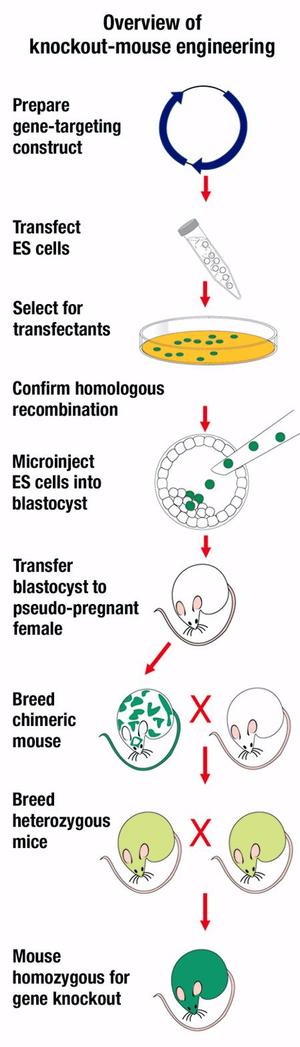 Overview of
knockout-mouse engineering
Prepare
gene-targeting
construct
Transfect
ES cells
Select for
transfectants
Confirm homologous
recombination
Microinject
ES cells into
blastocyst
Transfer
blastocyst to
pseudo-pregnant
female
Breed
chimeric
mouse
X
Breed
heterozygous
mice
X
Mouse
homozygous for
gene knockout